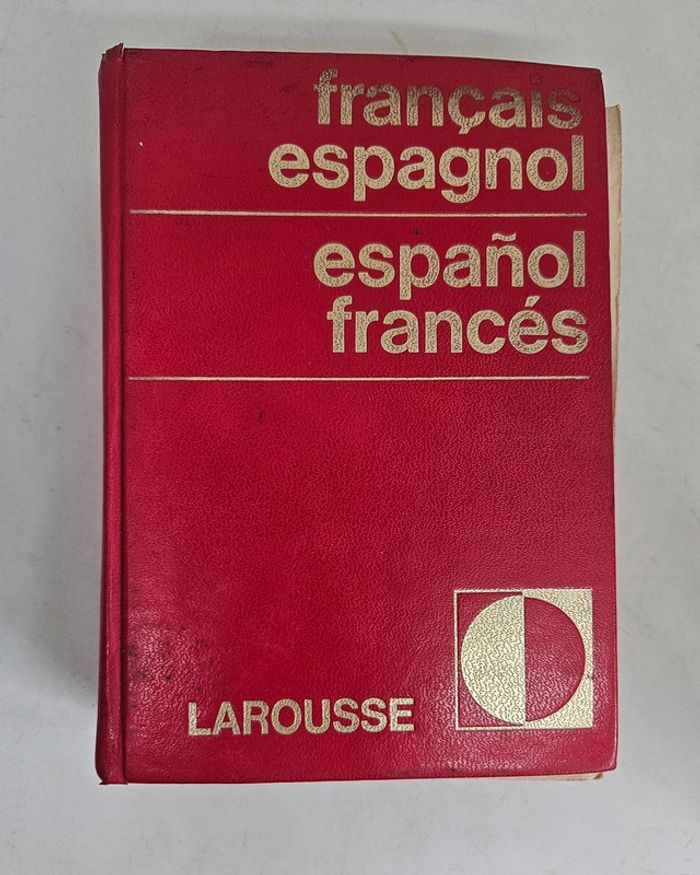 français
espagnol
español
francés
LAROUSSE